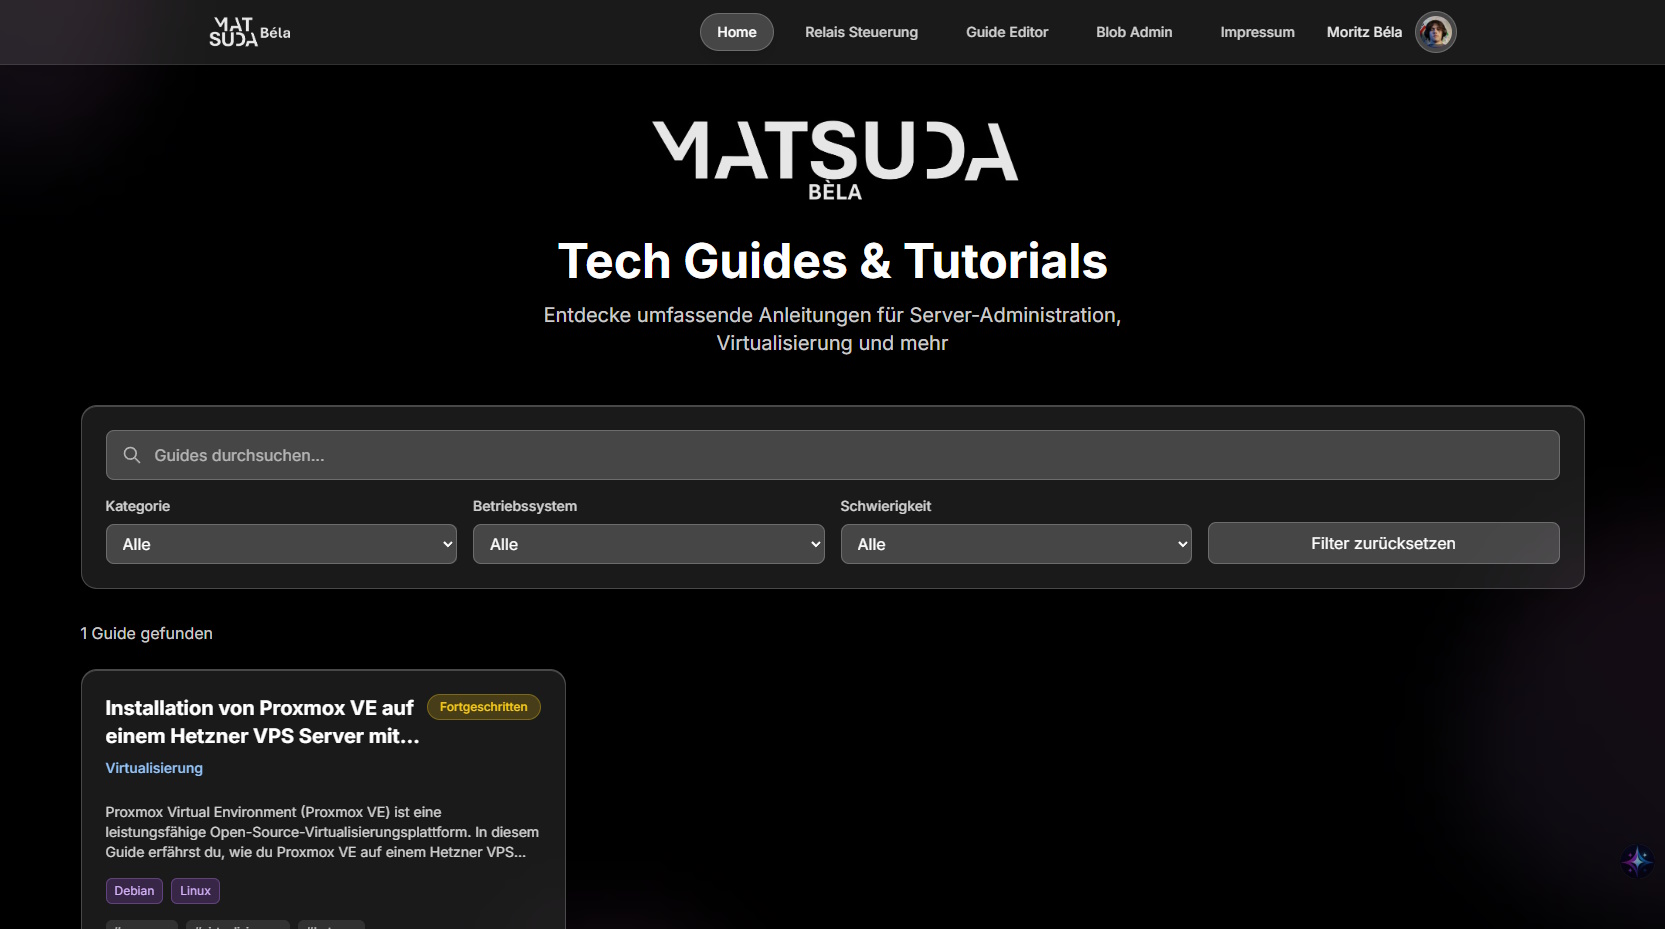 MAT
SUDA Béla
Home
Relais Steuerung
Guide Editor
Blob Admin
Impressum
Moritz Béla
MATSUDA
BÈLA
Tech Guides & Tutorials
Entdecke umfassende Anleitungen für Server-Administration,
Virtualisierung und mehr
Guides durchsuchen...
Kategorie
Betriebssystem
Schwierigkeit
Alle
Alle
Alle
Filter zurücksetzen
1 Guide gefunden
Installation von Proxmox VE auf
einem Hetzner VPS Server mit...
Fortgeschritten
Virtualisierung
Proxmox Virtual Environment (Proxmox VE) ist eine
leistungsfähige Open-Source-Virtualisierungsplattform. In diesem
Guide erfährst du, wie du Proxmox VE auf einem Hetzner VPS...
Debian
Linux